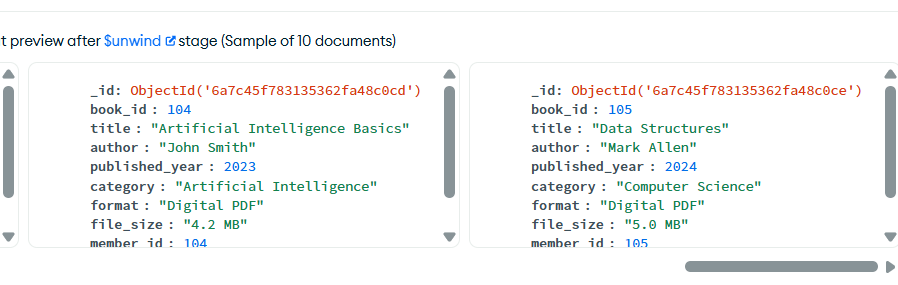 t preview after $unwind stage (Sample of 10 documents)
_id: ObjectId('6a7c45f783135362fa48c0cd')
book_id : 104
title : "Artificial Intelligence Basics"
author : "John Smith"
published_year : 2023
category : "Artificial Intelligence"
format : "Digital PDF"
file_size : "4.2 MB"
member_id : 104
_id: ObjectId('6a7c45f783135362fa48c0ce')
book_id : 105
title : "Data Structures"
author : "Mark Allen"
published_year : 2024
category : "Computer Science"
format : "Digital PDF"
file_size : "5.0 MB"
member_id : 105